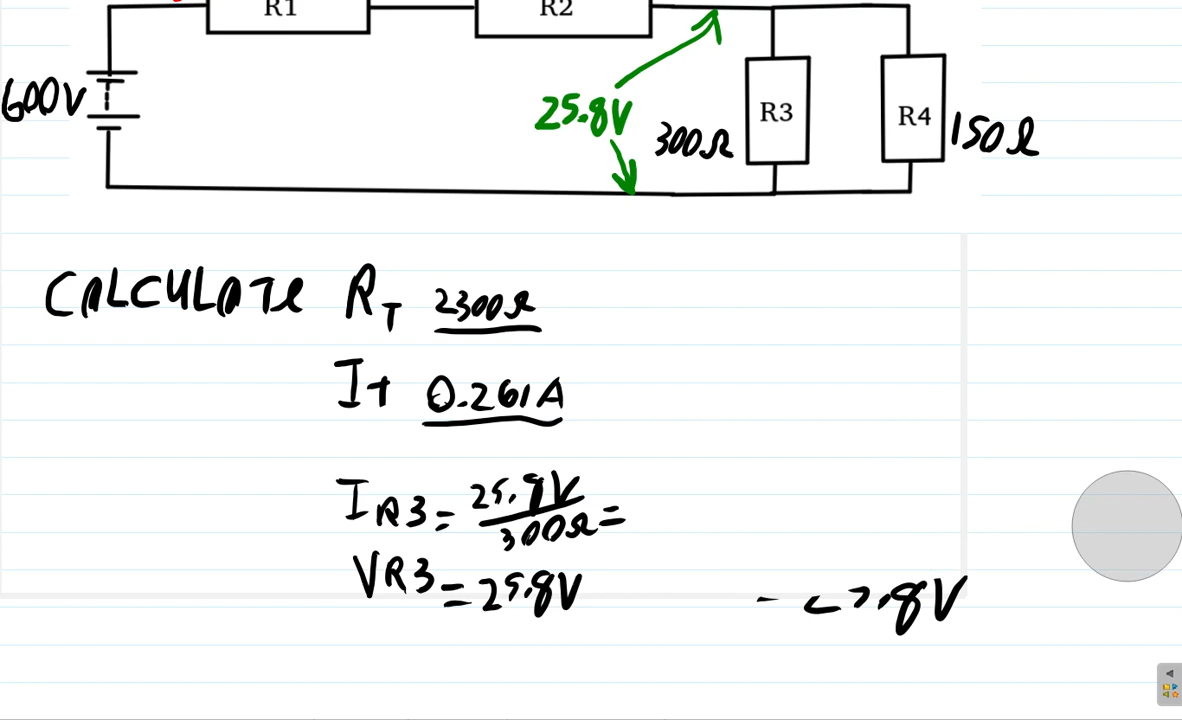 R1
R2
600V
25.8V
300Ω
R3
R4
150Ω
CALCULATE RT 2300Ω
IT 0.261A
IR3 = 25.8V
300Ω =
VR3 = 25.8V
.8V